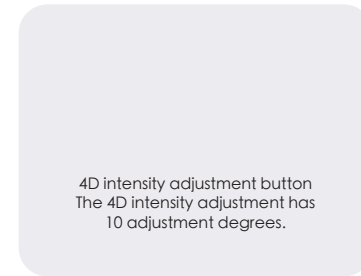 4D intensity adjustment button
The 4D intensity adjustment has
10 adjustment degrees.